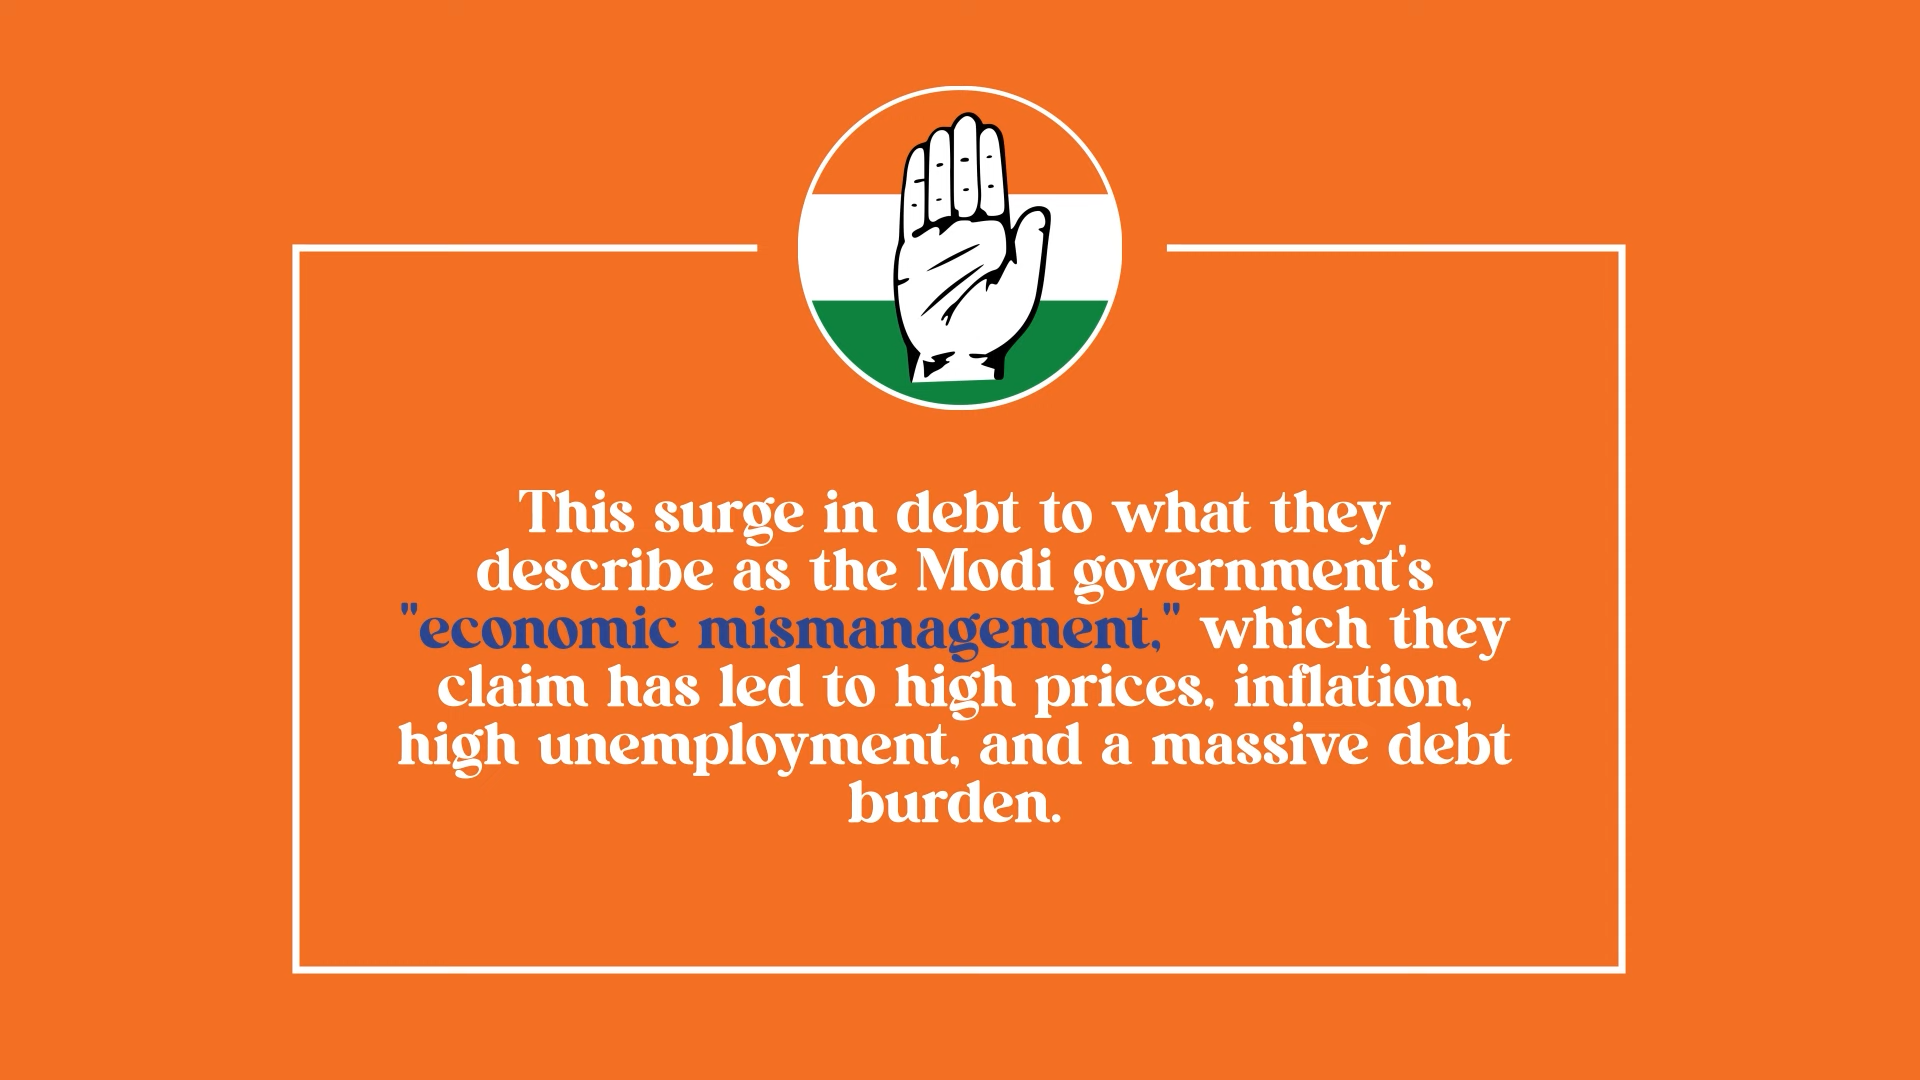 This surge in debt to what they
describe as the Modi government's
"economic mismanagement," which they
claim has led to high prices, inflation,
high unemployment, and a massive debt
burden.